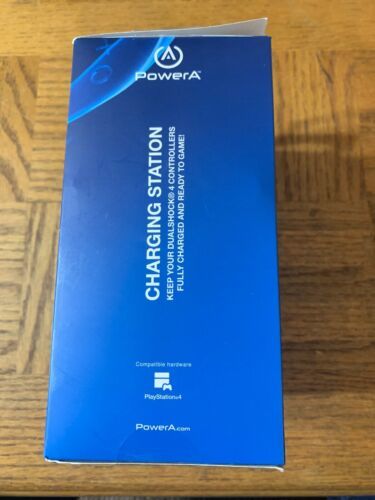 PowerA
CHARGING STATION
KEEP YOUR DUALSHOCK® 4 CONTROLLERS
FULLY CHARGED AND READY TO GAME!
Compatible hardware
PlayStation®4
PowerA.com